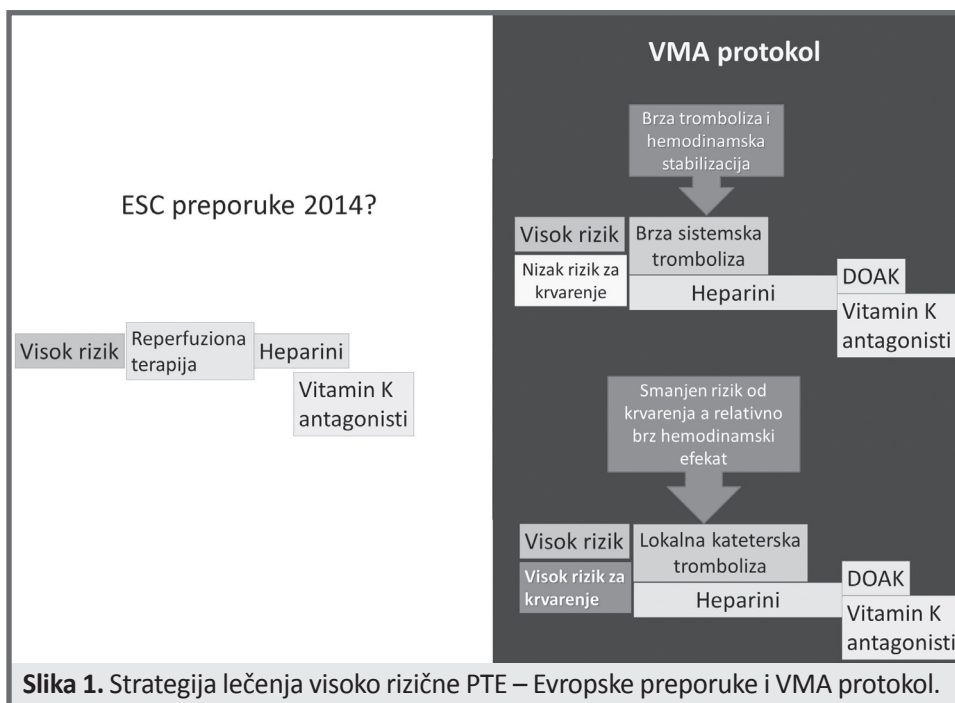 ESC preporuke 2014?
Visok rizik
Reperfuziona
terapija
Heparini
Vitamin K
antagonisti
VMA protokol
Brza tromboliza i
hemodinamska
stabilizacija
Visok rizik
Nizak rizik za
krvarenje
Brza sistemska
tromboliza
Heparini
DOAK
Vitamin K
antagonisti
Smanjen rizik od
krvarenja a relativno
brz hemodinamski
efekat
Visok rizik
Visok rizik za
krvarenje
Lokalna kateterska
tromboliza
Heparini
DOAK
Vitamin K
antagonisti
Slika 1. Strategija lečenja visoko rizične PTE – Evropske preporuke i VMA protokol.